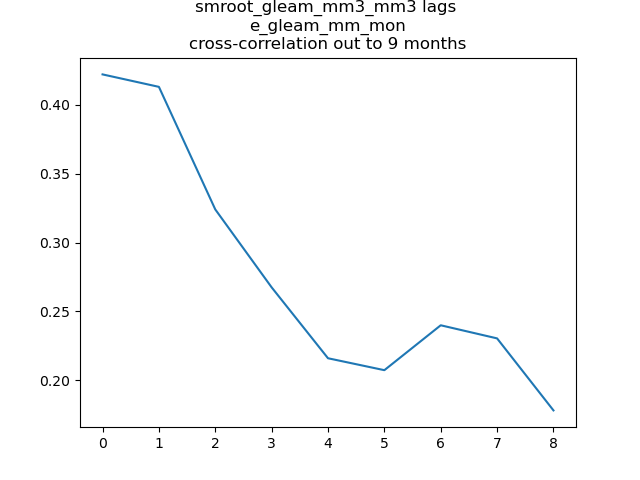 smroot_gleam_mm3_mm3 lags
e_gleam_mm_mon
cross-correlation out to 9 months
0.40
0.35
0.30
0.25
0.20
0 1 2 3 4 5 6 7 8